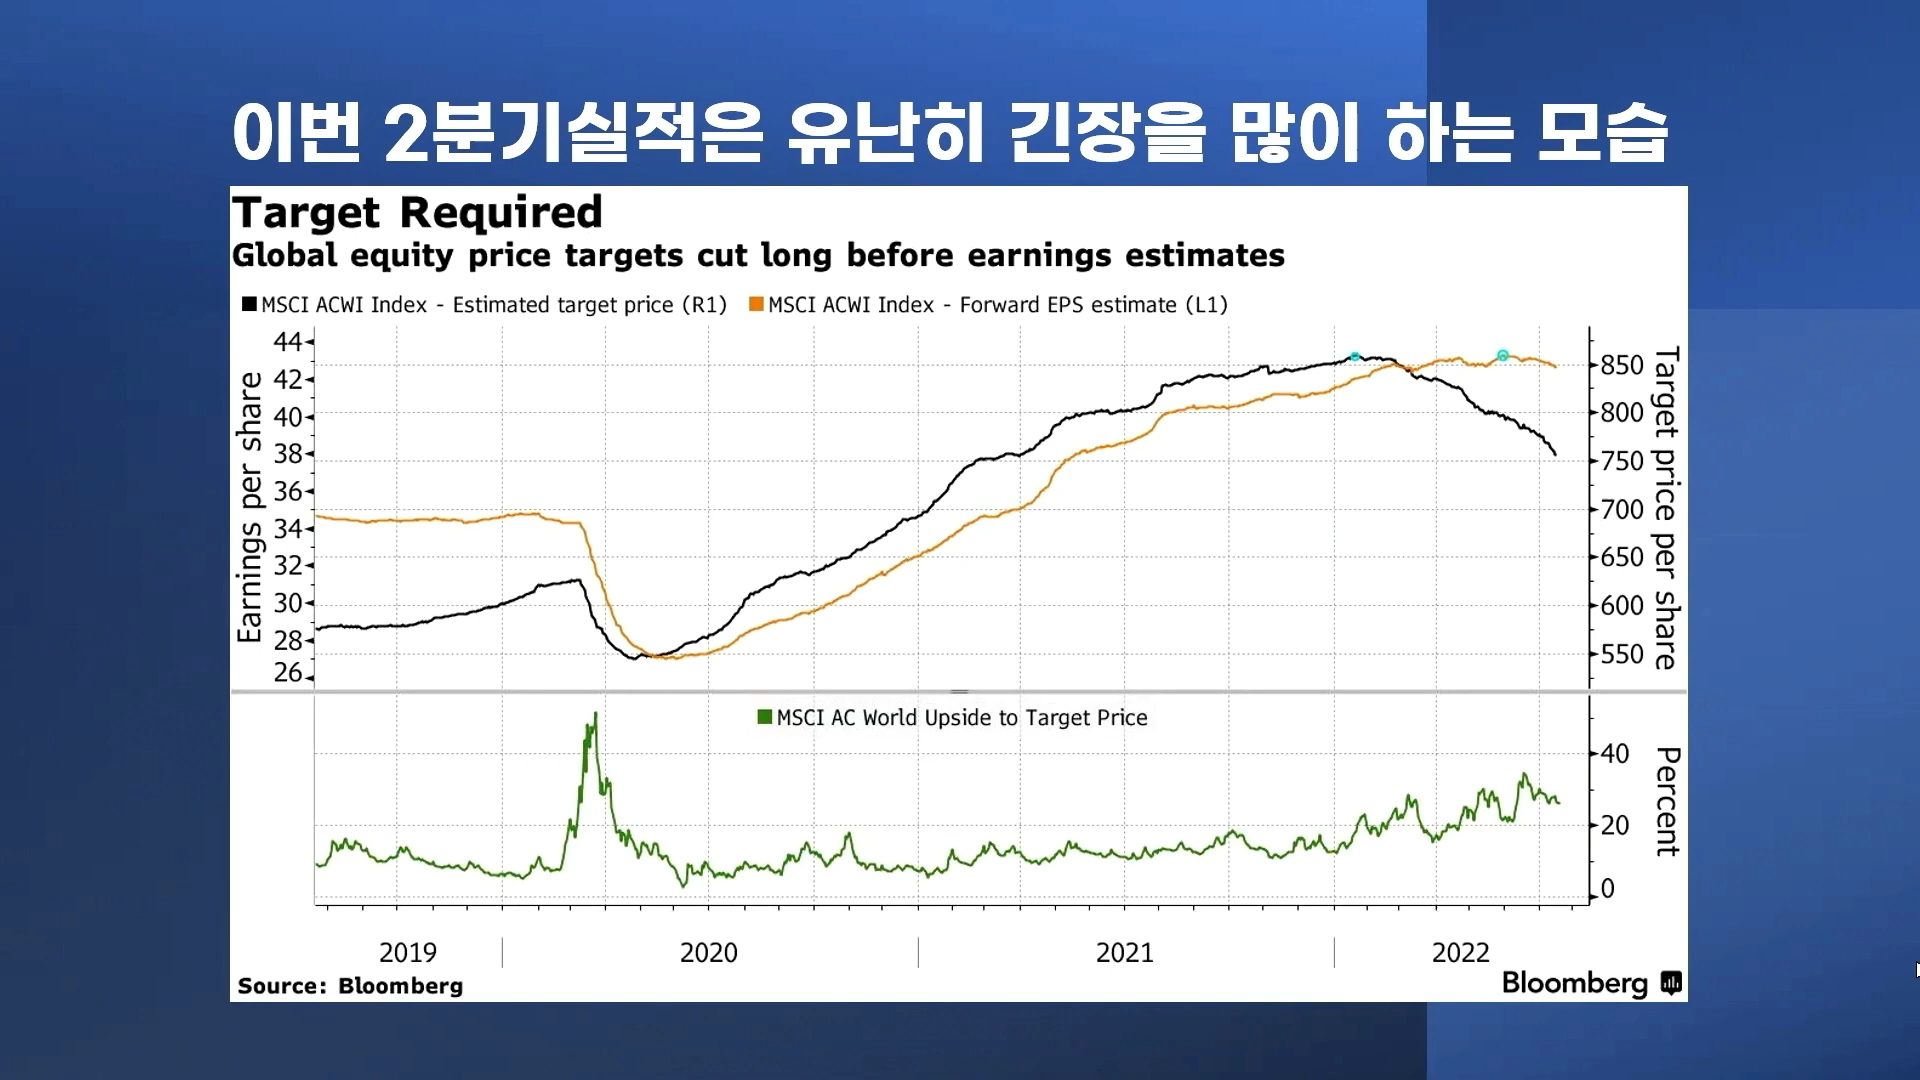 이번 2분기실적은 유난히 긴장을 많이 하는 모습
Target Required
Global equity price targets cut long before earnings estimates
MSCI ACWI Index - Estimated target price (R1) MSCI ACWI Index - Forward EPS estimate (L1)
Earnings per share
44
42
40
38
36
34
32
30
28
26
850
800
750
700
650
600
550
Target price per share
MSCI AC World Upside to Target Price
40
20
0
Percent
2019 2020 2021 2022
Source: Bloomberg
Bloomberg